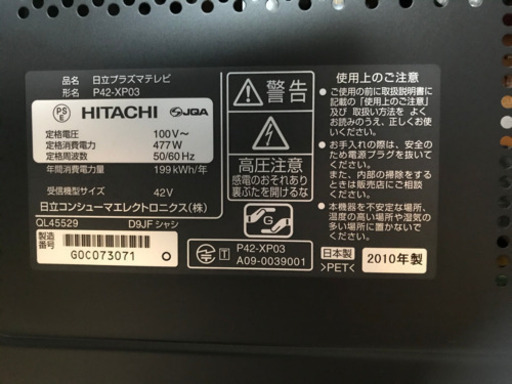 品名 日立プラズマテレビ
形名 P42-XP03
PS
E
HITACHI JQA
定格電圧 100V～
定格消費電力 477W
定格周波数 50/60Hz
年間消費電力量 199kWh/年
受信機型サイズ 42V
日立コンシューマエレクトロニクス(株)
QL45529 D9JFシャシ
製造
番号
G0C073071 O
警告
高圧注意
感電のおそれあり
裏ぶたを開けるな
G
T
P42-XP03
A09-0039001
使用上のご注意
●ご使用の前に取扱説明書に
記載の「使用上のご注意」及
び 取扱い方法 を よく
お読みのうえ、正しくお使い
ください。
●お手入れの際は、安全のた
め電源プラグを抜いてくだ
さい。
また、内部の掃除をする
ときは販売店にご相談
ください。
●本機器を不安定な場所、
温度の高い場所や湿気の
多い場所に置かないでく
ださい。
日本製
>PET<
2010年製